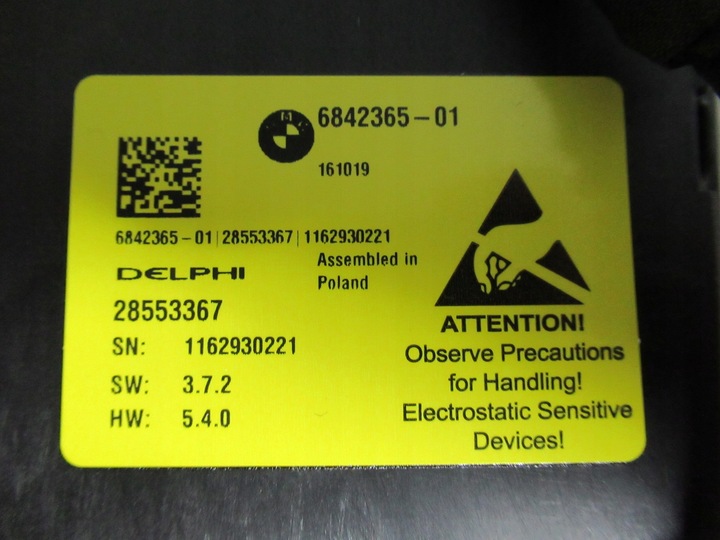 6842365-01
161019
6842365-01|28553367|1162930221
Assembled in
Poland
DELPHI
28553367
SN: 1162930221
SW: 3.7.2
HW: 5.4.0
ATTENTION!
Observe Precautions
for Handling!
Electrostatic Sensitive
Devices!